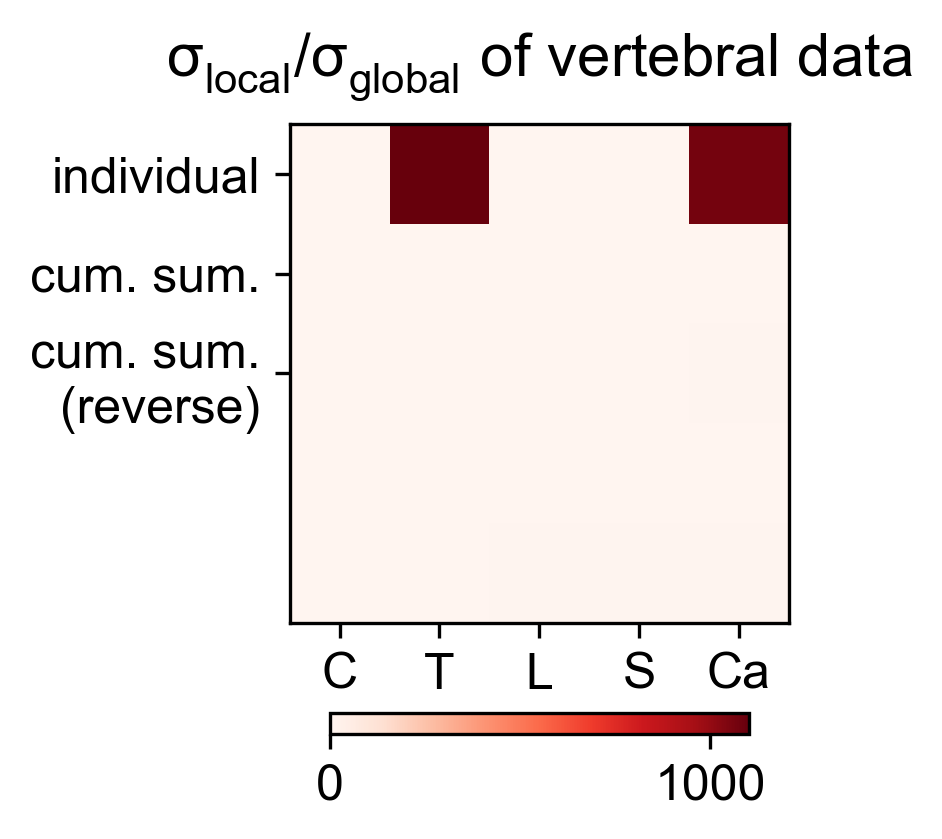 σlocal/σglobal of vertebral data
individual
cum. sum.
cum. sum.
(reverse)
C T L S Ca
0 1000